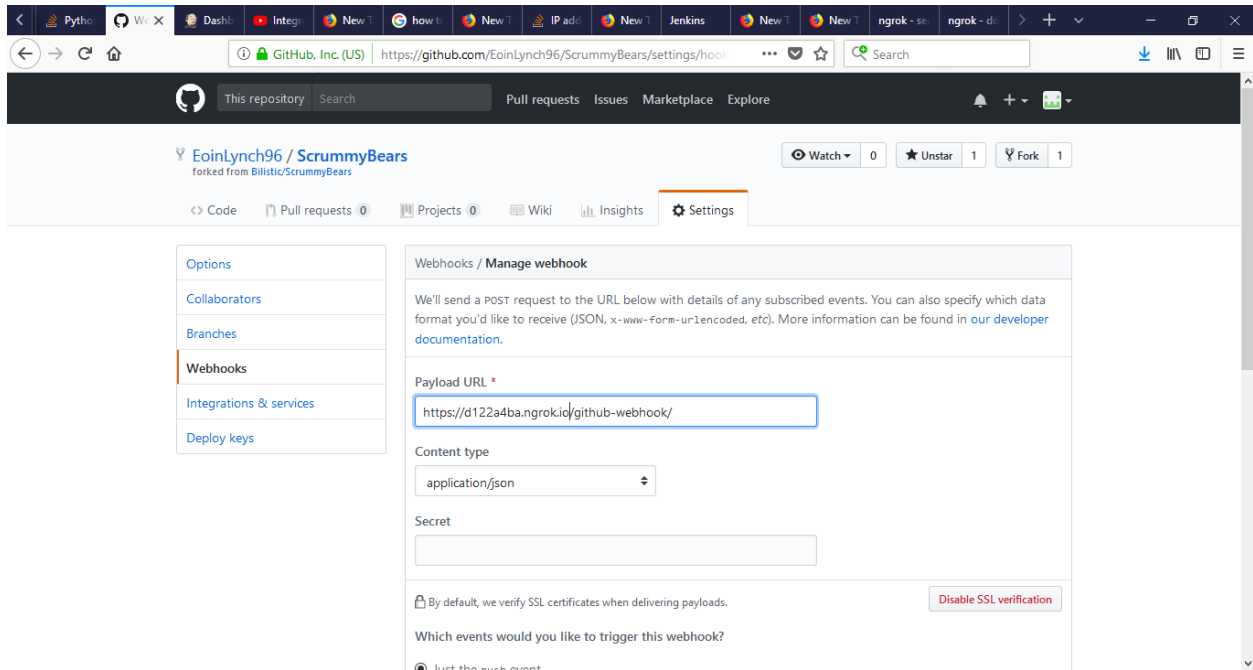 Python
We
Dashb
Integr
New T
how to
New T
IP add
New T
Jenkins
New T
New T
ngrok - se
ngrok - do
GitHub, Inc. (US)
https://github.com/EoinLynch96/ScrummyBears/settings/hook
Search
This repository Search
Pull requests Issues Marketplace Explore
EoinLynch96 / ScrummyBears
Watch 0 Unstar 1 Fork 1
forked from Bilistic/ScrummyBears
Code Pull requests 0 Projects 0 Wiki Insights Settings
Options
Collaborators
Branches
Webhooks
Integrations & services
Deploy keys
Webhooks / Manage webhook
We'll send a POST request to the URL below with details of any subscribed events. You can also specify which data
format you'd like to receive (JSON, x-www-form-urlencoded, etc). More information can be found in our developer
documentation.
Payload URL *
https://d122a4ba.ngrok.io/github-webhook/
Content type
application/json
Secret
By default, we verify SSL certificates when delivering payloads.
Disable SSL verification
Which events would you like to trigger this webhook?
Just the push event.